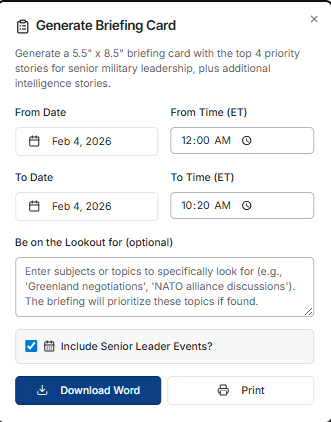 Generate Briefing Card
Generate a 5.5" x 8.5" briefing card with the top 4 priority
stories for senior military leadership, plus additional
intelligence stories.
From Date
From Time (ET)
Feb 4, 2026
12:00 AM
To Date
To Time (ET)
Feb 4, 2026
10:20 AM
Be on the Lookout for (optional)
Enter subjects or topics to specifically look for (e.g.,
'Greenland negotiations', 'NATO alliance discussions').
The briefing will prioritize these topics if found.
Include Senior Leader Events?
Download Word
Print